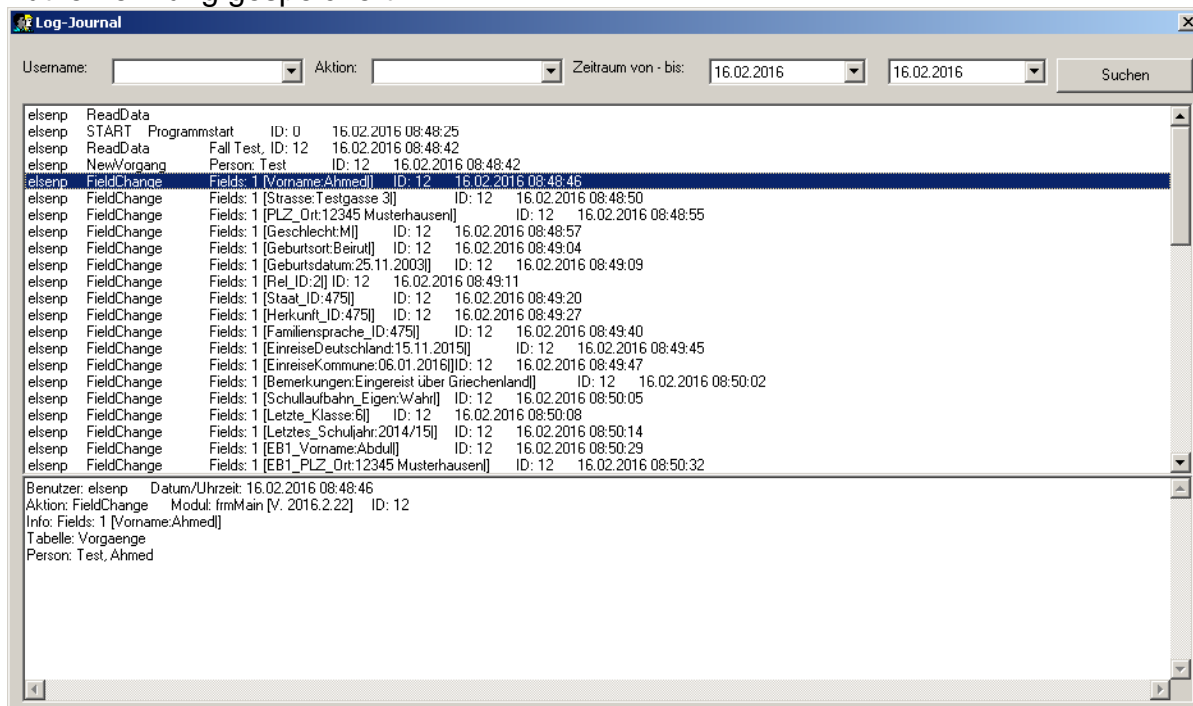 Log-Journal
Username: Aktion: Zeitraum von - bis: 16.02.2016 16.02.2016 Suchen
elsenp ReadData
elsenp START Programmstart ID: 0 16.02.2016 08:48:25
elsenp ReadData Fall Test, ID: 12 16.02.2016 08:48:42
elsenp NewVorgang Person: Test ID: 12 16.02.2016 08:48:42
elsenp FieldChange Fields: 1 [Vorname:Ahmed|] ID: 12 16.02.2016 08:48:46
elsenp FieldChange Fields: 1 [Strasse:Testgasse 3|] ID: 12 16.02.2016 08:48:50
elsenp FieldChange Fields: 1 [PLZ_Ort:12345 Musterhausen|] ID: 12 16.02.2016 08:48:55
elsenp FieldChange Fields: 1 [Geschlecht:M|] ID: 12 16.02.2016 08:48:57
elsenp FieldChange Fields: 1 [Geburtsort:Beirut|] ID: 12 16.02.2016 08:49:04
elsenp FieldChange Fields: 1 [Geburtsdatum:25.11.2003|] ID: 12 16.02.2016 08:49:09
elsenp FieldChange Fields: 1 [Rel_ID:2|] ID: 12 16.02.2016 08:49:11
elsenp FieldChange Fields: 1 [Staat_ID:475|] ID: 12 16.02.2016 08:49:20
elsenp FieldChange Fields: 1 [Herkunft_ID:475|] ID: 12 16.02.2016 08:49:27
elsenp FieldChange Fields: 1 [Familiensprache_ID:475|] ID: 12 16.02.2016 08:49:40
elsenp FieldChange Fields: 1 [EinreiseDeutschland:15.11.2015|] ID: 12 16.02.2016 08:49:45
elsenp FieldChange Fields: 1 [EinreiseKommune:06.01.2016|]ID: 12 16.02.2016 08:49:47
elsenp FieldChange Fields: 1 [Bemerkungen:Eingereist über Griechenland|] ID: 12 16.02.2016 08:50:02
elsenp FieldChange Fields: 1 [Schullaufbahn_Eigen:Wahr|] ID: 12 16.02.2016 08:50:05
elsenp FieldChange Fields: 1 [Letzte_Klasse:6|] ID: 12 16.02.2016 08:50:08
elsenp FieldChange Fields: 1 [Letztes_Schuljahr:2014/15|] ID: 12 16.02.2016 08:50:14
elsenp FieldChange Fields: 1 [EB1_Vorname:Abdul|] ID: 12 16.02.2016 08:50:29
elsenp FieldChange Fields: 1 [EB1_PLZ_Ort:12345 Musterhausen|] ID: 12 16.02.2016 08:50:32
Benutzer: elsenp Datum/Uhrzeit: 16.02.2016 08:48:46
Aktion: FieldChange Modul: frmMain [V. 2016.2.22] ID: 12
Info: Fields: 1 [Vorname:Ahmed|]
Tabelle: Vorgaenge
Person: Test, Ahmed